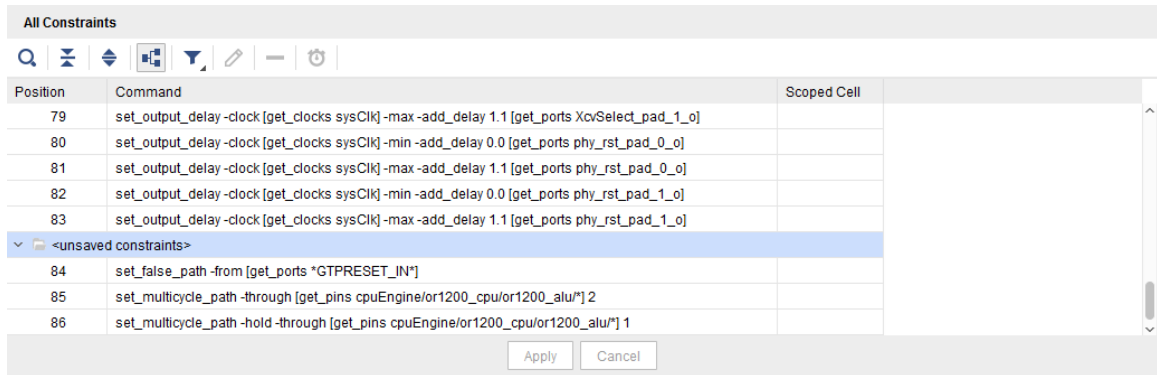 All Constraints
Position Command Scoped Cell
79 set_output_delay -clock [get_clocks sysClk] -max -add_delay 1.1 [get_ports XcvSelect_pad_1_o]
80 set_output_delay -clock [get_clocks sysClk] -min -add_delay 0.0 [get_ports phy_rst_pad_0_o]
81 set_output_delay -clock [get_clocks sysClk] -max -add_delay 1.1 [get_ports phy_rst_pad_0_o]
82 set_output_delay -clock [get_clocks sysClk] -min -add_delay 0.0 [get_ports phy_rst_pad_1_o]
83 set_output_delay -clock [get_clocks sysClk] -max -add_delay 1.1 [get_ports phy_rst_pad_1_o]
<unsaved constraints>
84 set_false_path -from [get_ports *GTPRESET_IN*]
85 set_multicycle_path -through [get_pins cpuEngine/or1200_cpu/or1200_alu/*] 2
86 set_multicycle_path -hold -through [get_pins cpuEngine/or1200_cpu/or1200_alu/*] 1
Apply Cancel